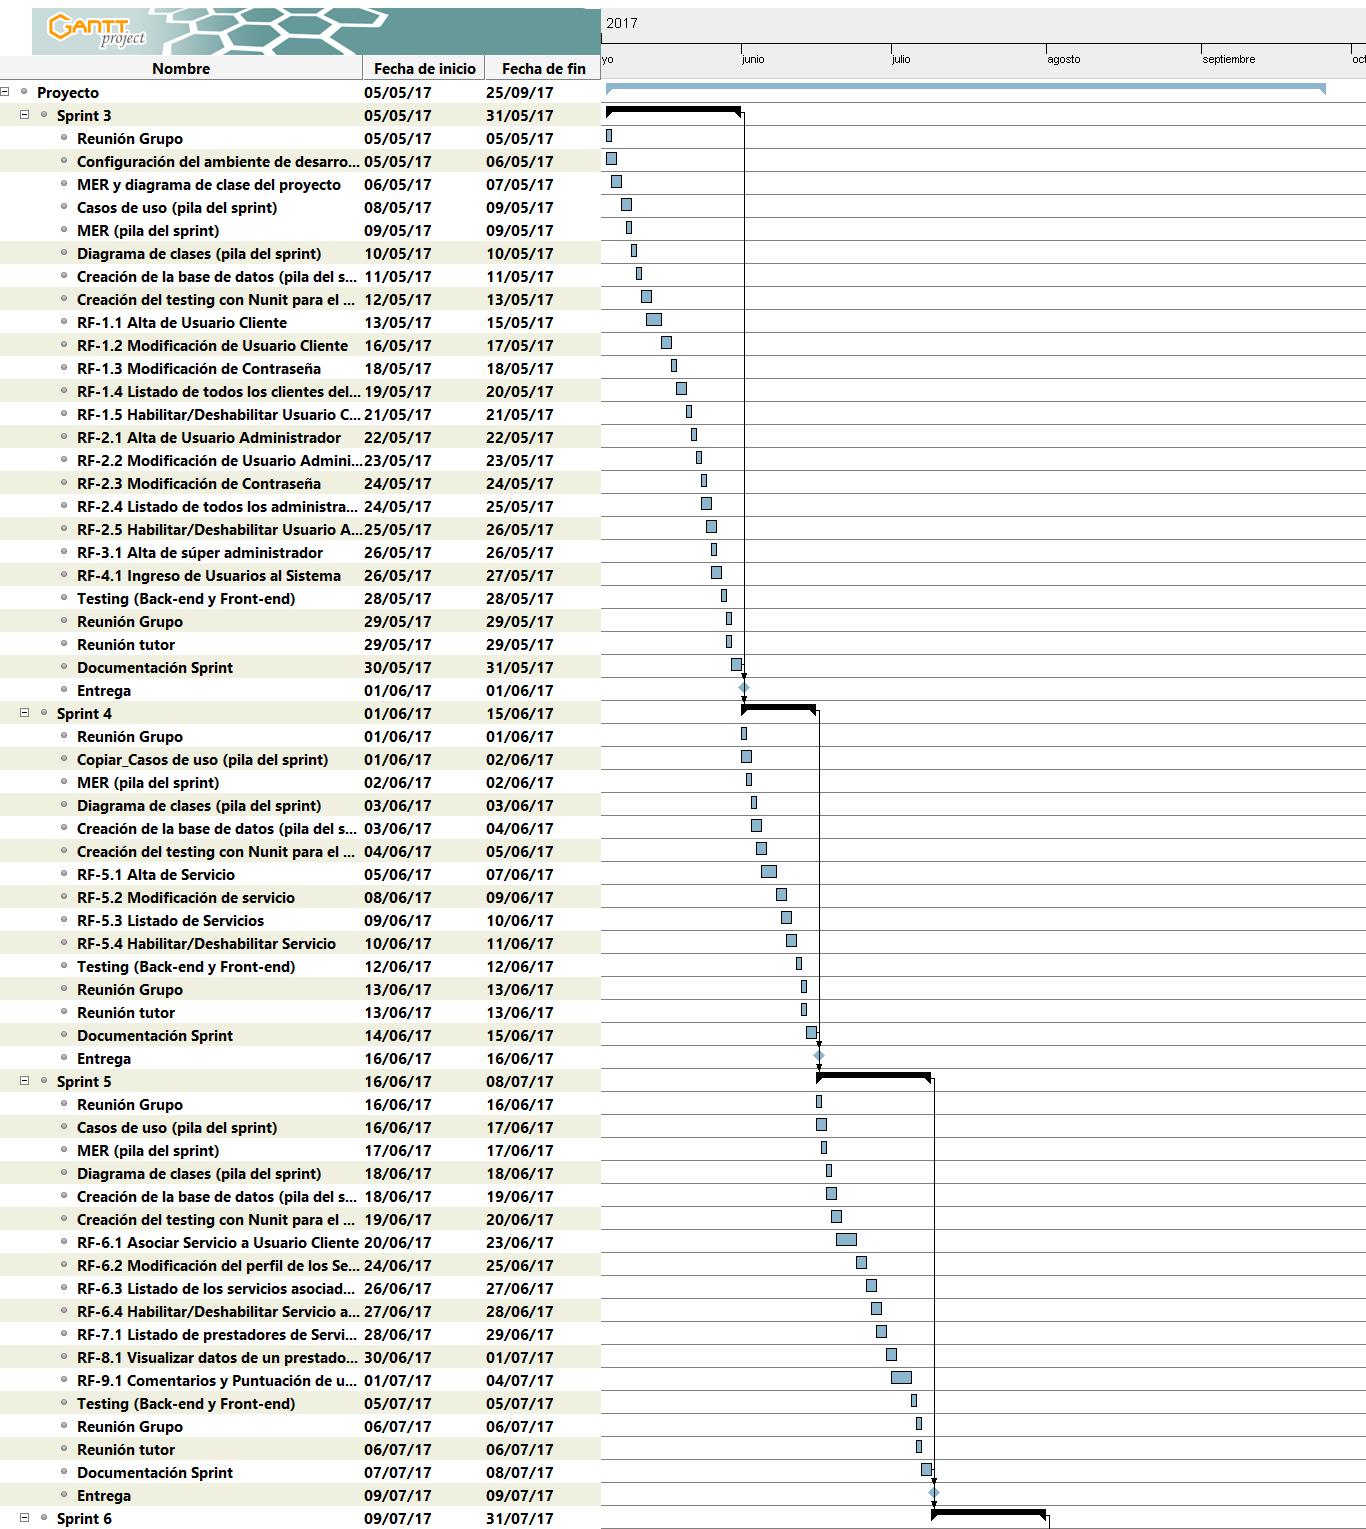 GANTT project
2017
yo junio julio agosto septiembre oct
Nombre Fecha de inicio Fecha de fin
Proyecto 05/05/17 25/09/17
Sprint 3 05/05/17 31/05/17
Reunión Grupo 05/05/17 05/05/17
Configuración del ambiente de desarro... 05/05/17 06/05/17
MER y diagrama de clase del proyecto 06/05/17 07/05/17
Casos de uso (pila del sprint) 08/05/17 09/05/17
MER (pila del sprint) 09/05/17 09/05/17
Diagrama de clases (pila del sprint) 10/05/17 10/05/17
Creación de la base de datos (pila del s... 11/05/17 11/05/17
Creación del testing con Nunit para el ... 12/05/17 13/05/17
RF-1.1 Alta de Usuario Cliente 13/05/17 15/05/17
RF-1.2 Modificación de Usuario Cliente 16/05/17 17/05/17
RF-1.3 Modificación de Contraseña 18/05/17 18/05/17
RF-1.4 Listado de todos los clientes del... 19/05/17 20/05/17
RF-1.5 Habilitar/Deshabilitar Usuario C... 21/05/17 21/05/17
RF-2.1 Alta de Usuario Administrador 22/05/17 22/05/17
RF-2.2 Modificación de Usuario Admini... 23/05/17 23/05/17
RF-2.3 Modificación de Contraseña 24/05/17 24/05/17
RF-2.4 Listado de todos los administra... 24/05/17 25/05/17
RF-2.5 Habilitar/Deshabilitar Usuario A... 25/05/17 26/05/17
RF-3.1 Alta de súper administrador 26/05/17 26/05/17
RF-4.1 Ingreso de Usuarios al Sistema 26/05/17 27/05/17
Testing (Back-end y Front-end) 28/05/17 28/05/17
Reunión Grupo 29/05/17 29/05/17
Reunión tutor 29/05/17 29/05/17
Documentación Sprint 30/05/17 31/05/17
Entrega 01/06/17 01/06/17
Sprint 4 01/06/17 15/06/17
Reunión Grupo 01/06/17 01/06/17
Copiar_Casos de uso (pila del sprint) 01/06/17 02/06/17
MER (pila del sprint) 02/06/17 02/06/17
Diagrama de clases (pila del sprint) 03/06/17 03/06/17
Creación de la base de datos (pila del s... 03/06/17 04/06/17
Creación del testing con Nunit para el ... 04/06/17 05/06/17
RF-5.1 Alta de Servicio 05/06/17 07/06/17
RF-5.2 Modificación de servicio 08/06/17 09/06/17
RF-5.3 Listado de Servicios 09/06/17 10/06/17
RF-5.4 Habilitar/Deshabilitar Servicio 10/06/17 11/06/17
Testing (Back-end y Front-end) 12/06/17 12/06/17
Reunión Grupo 13/06/17 13/06/17
Reunión tutor 13/06/17 13/06/17
Documentación Sprint 14/06/17 15/06/17
Entrega 16/06/17 16/06/17
Sprint 5 16/06/17 08/07/17
Reunión Grupo 16/06/17 16/06/17
Casos de uso (pila del sprint) 16/06/17 17/06/17
MER (pila del sprint) 17/06/17 17/06/17
Diagrama de clases (pila del sprint) 18/06/17 18/06/17
Creación de la base de datos (pila del s... 18/06/17 19/06/17
Creación del testing con Nunit para el ... 19/06/17 20/06/17
RF-6.1 Asociar Servicio a Usuario Cliente 20/06/17 23/06/17
RF-6.2 Modificación del perfil de los Se... 24/06/17 25/06/17
RF-6.3 Listado de los servicios asociad... 26/06/17 27/06/17
RF-6.4 Habilitar/Deshabilitar Servicio a... 27/06/17 28/06/17
RF-7.1 Listado de prestadores de Servi... 28/06/17 29/06/17
RF-8.1 Visualizar datos de un prestado... 30/06/17 01/07/17
RF-9.1 Comentarios y Puntuación de u... 01/07/17 04/07/17
Testing (Back-end y Front-end) 05/07/17 05/07/17
Reunión Grupo 06/07/17 06/07/17
Reunión tutor 06/07/17 06/07/17
Documentación Sprint 07/07/17 08/07/17
Entrega 09/07/17 09/07/17
Sprint 6 09/07/17 31/07/17